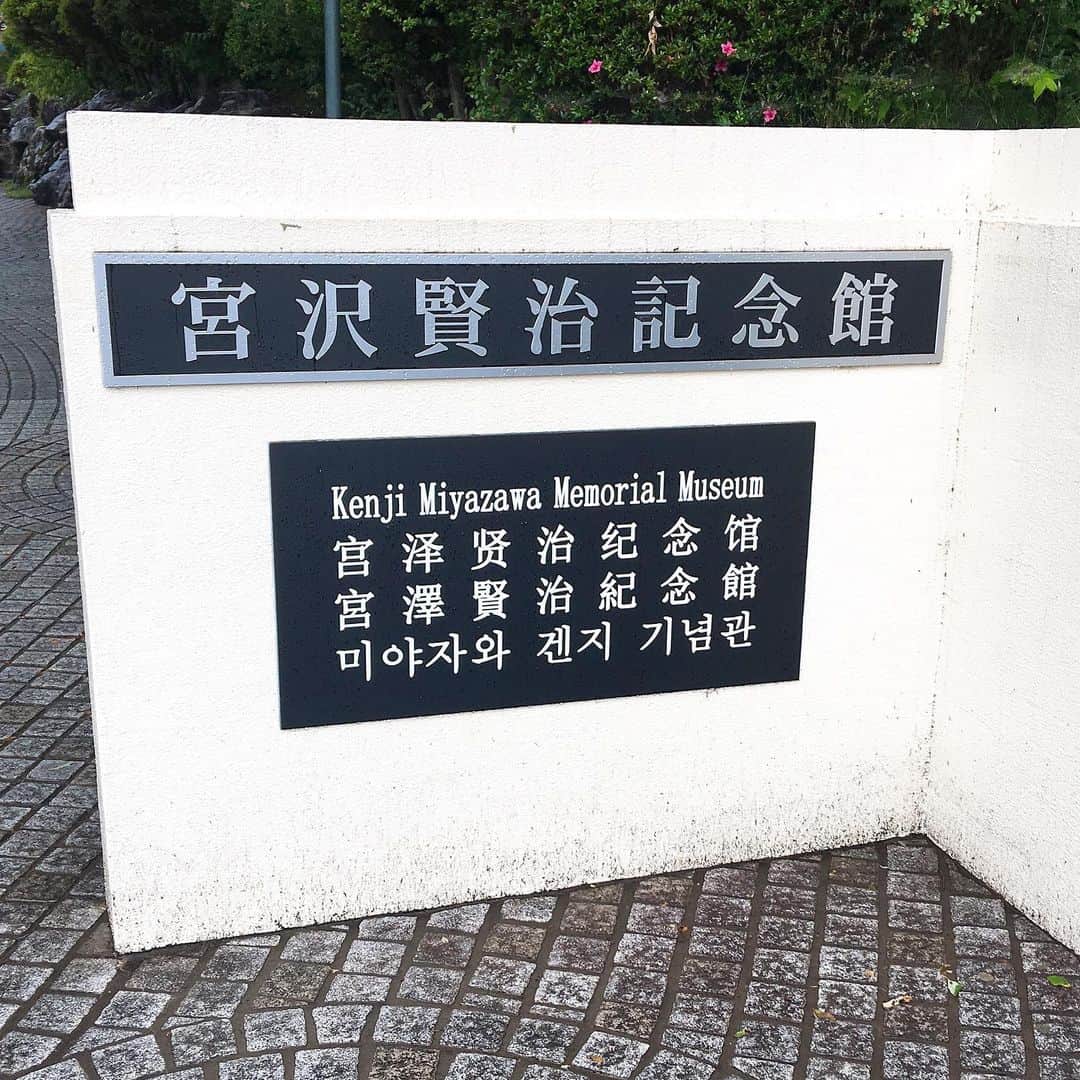 宮沢賢治記念館
Kenji Miyazawa Memorial Museum
宫泽贤治纪念馆
宮澤賢治紀念館
미야자와 겐지 기념관